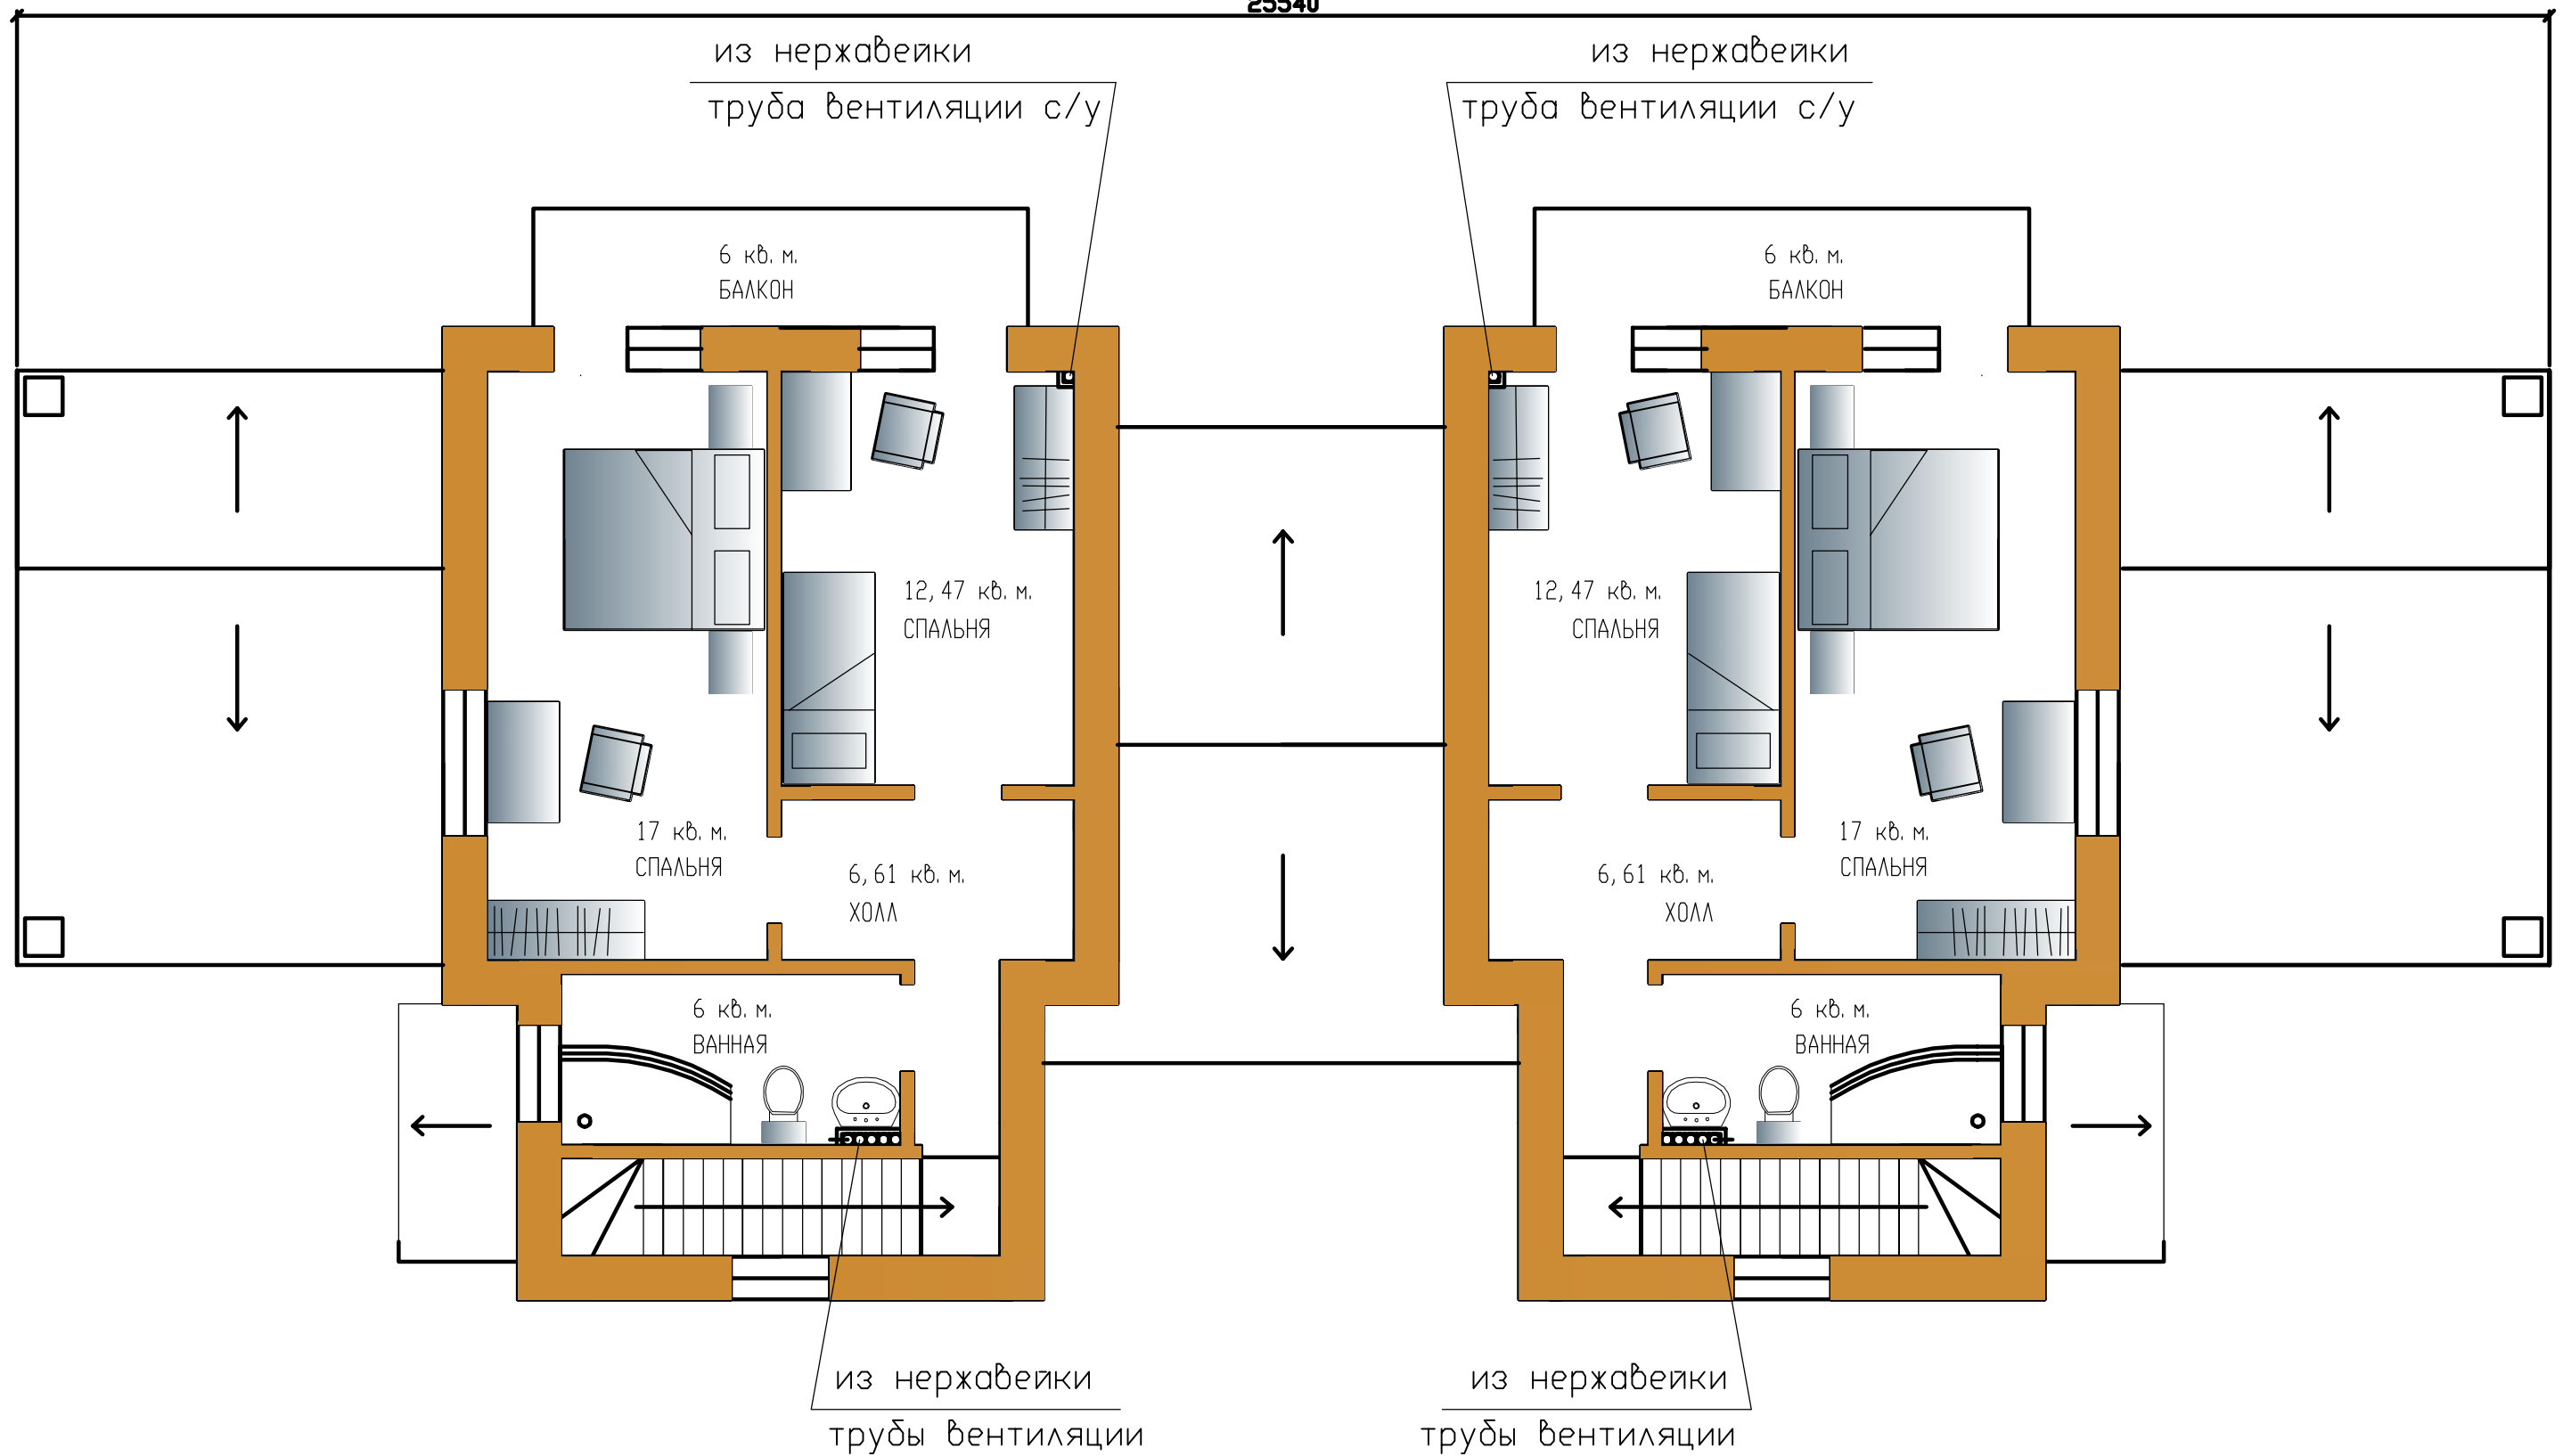 25540
из нержавейки
труба вентиляции с/у
из нержавейки
труба вентиляции с/у
6 кв. м.
БАЛКОН
6 кв. м.
БАЛКОН
12,47 кв. м.
СПАЛЬНЯ
12,47 кв. м.
СПАЛЬНЯ
17 кв. м.
СПАЛЬНЯ
6,61 кв. м.
ХОЛЛ
6,61 кв. м.
ХОЛЛ
17 кв. м.
СПАЛЬНЯ
6 кв. м.
ВАННАЯ
6 кв. м.
ВАННАЯ
из нержавейки
трубы вентиляции
из нержавейки
трубы вентиляции